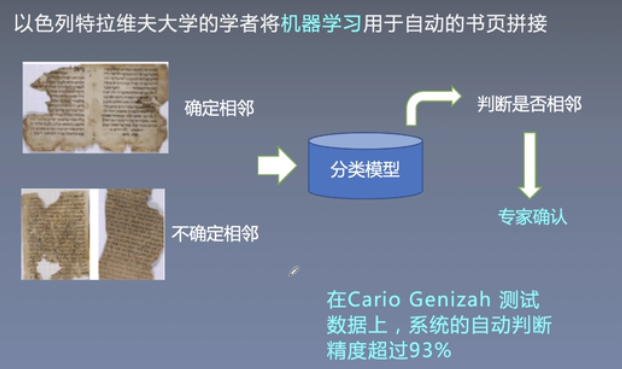 以色列特拉维夫大学的学者将机器学习用于自动的书页拼接
确定相邻
不确定相邻
分类模型
判断是否相邻
专家确认
在Cario Genizah 测试
数据上，系统的自动判断
精度超过93%